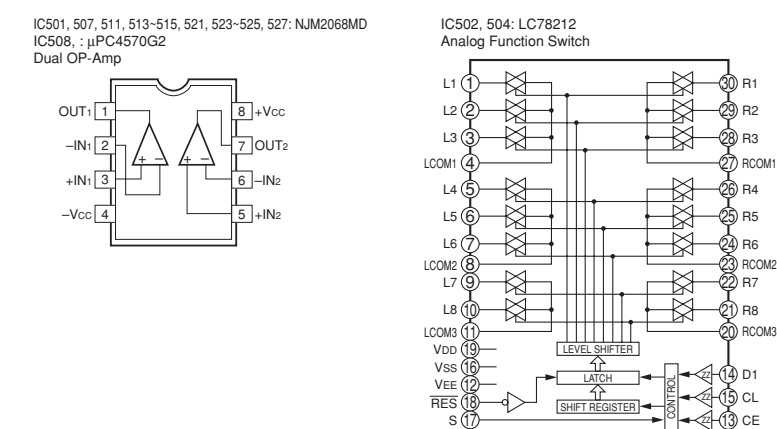 IC501, 507, 511, 513~515, 521, 523~525, 527: NJM2068MD
IC508, : µPC4570G2
Dual OP-Amp
OUT1 1
–IN1 2
+IN1 3
–VCC 4
8 +VCC
7 OUT2
6 –IN2
5 +IN2
+ –
+ –
IC502, 504: LC78212
Analog Function Switch
L1 1
L2 2
L3 3
LCOM1 4
L4 5
L5 6
L6 7
LCOM2 8
L7 9
L8 10
LCOM3 11
VDD 19
VSS 16
VEE 12
RES 18
S 17
30 R1
29 R2
28 R3
27 RCOM1
26 R4
25 R5
24 R6
23 RCOM2
22 R7
21 R8
20 RCOM3
14 D1
15 CL
13 CE
LEVEL SHIFTER
LATCH
SHIFT REGISTER
CONTROL